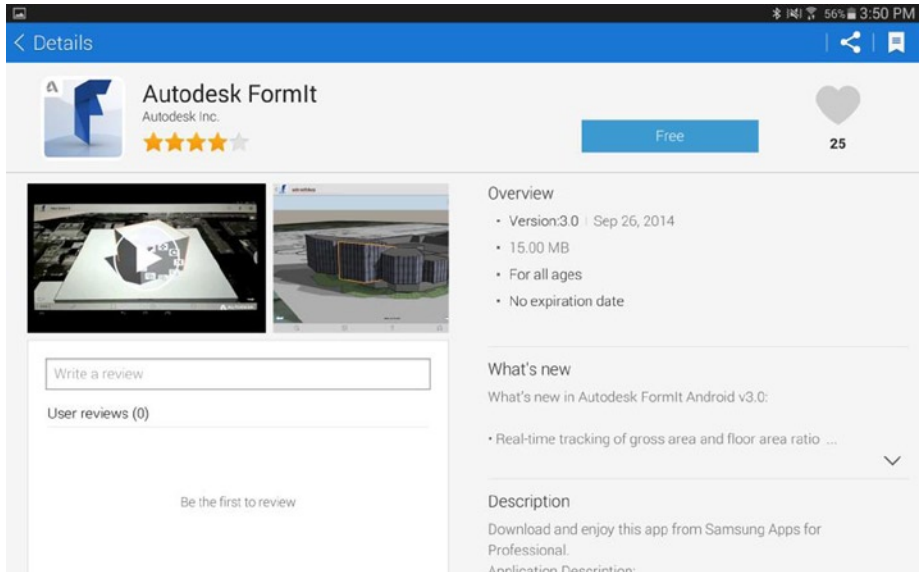 56% 3:50 PM
Details
Autodesk FormIt
Autodesk Inc.
Free
25
Overview
• Version:3.0 | Sep 26, 2014
• 15.00 MB
• For all ages
• No expiration date
Write a review
User reviews (0)
Be the first to review
What's new
What's new in Autodesk FormIt Android v3.0:
• Real-time tracking of gross area and floor area ratio ...
Description
Download and enjoy this app from Samsung Apps for
Professional.
Application Description: